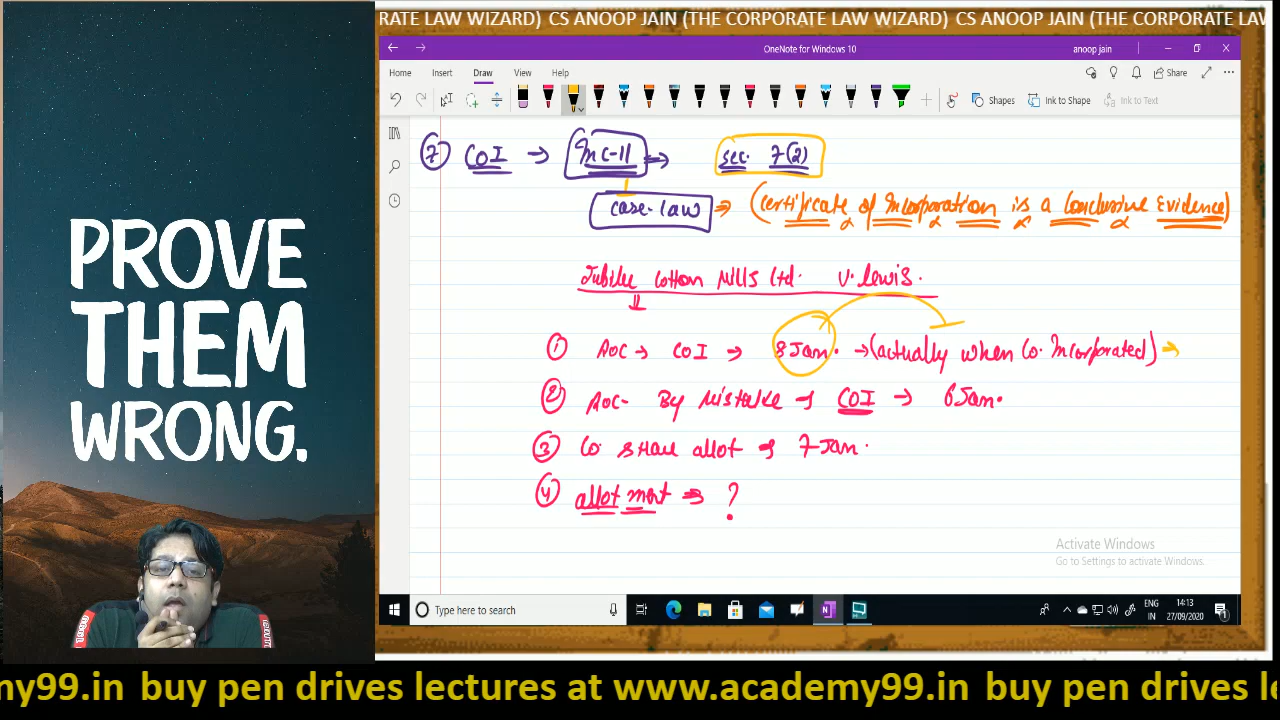 RATE LAW WIZARD) CS ANOOP JAIN (THE CORPORATE LAW WIZARD) CS ANOOP JAIN (THE CORPORATE LAW
OneNote for Windows 10
anoop jain
Home Insert Draw View Help
Share
Shapes Ink to Shape Ink to Text
PROVE
THEM
WRONG.
7 COI → Inc-11 ⇒ sec. 7(2)
case-law ⇒ (Certificate of Incorporation is a Conclusive Evidence)
Jubilee Cotton Mills Ltd. V. Lewis.
1 ROC → COI → 8 Jan. → (actually when Co. Incorporated) →
2 ROC- By Mistake → COI → 6 Jan.
3 Co share allot → 7 Jan.
4 allotment ⇒ ?
Activate Windows
Go to Settings to activate Windows.
Type here to search
ENG
IN
14:13
27/09/2020
my99.in buy pen drives lectures at www.academy99.in buy pen drives le